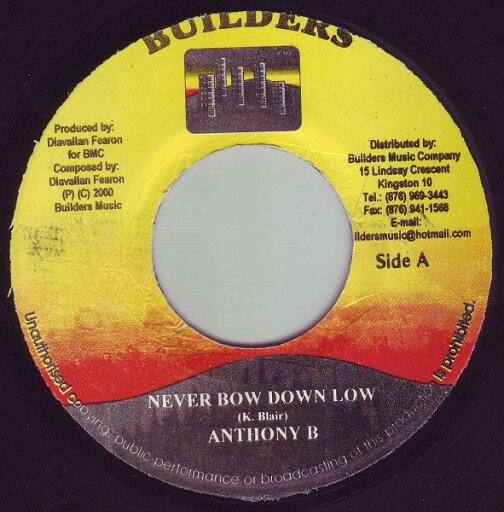 BUILDERS
Produced by:
Diavallan Fearon
for BMC
Composed by:
Diavallan Fearon
(P) (C) 2000
Builders Music
Distributed by:
Builders Music Company
15 Lindsay Crescent
Kingston 10
Tel.: (876) 969-3443
Fax: (876) 941-1568
E-mail:
ildersmusic@hotmail.com
Side A
NEVER BOW DOWN LOW
(K. Blair)
ANTHONY B
Unauthorised copying, public performance or broadcasting of this production is prohibited.